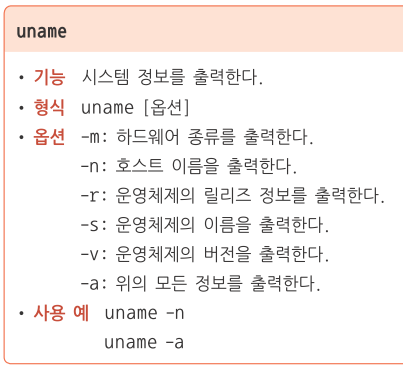 uname
• 기능 시스템 정보를 출력한다.
• 형식 uname [옵션]
• 옵션 -m: 하드웨어 종류를 출력한다.
-n: 호스트 이름을 출력한다.
-r: 운영체제의 릴리즈 정보를 출력한다.
-s: 운영체제의 이름을 출력한다.
-v: 운영체제의 버전을 출력한다.
-a: 위의 모든 정보를 출력한다.
• 사용 예 uname -n
uname -a